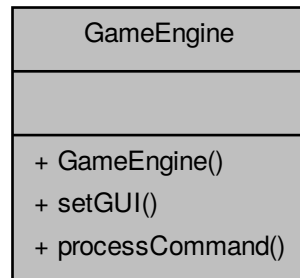 GameEngine
+ GameEngine()
+ setGUI()
+ processCommand()